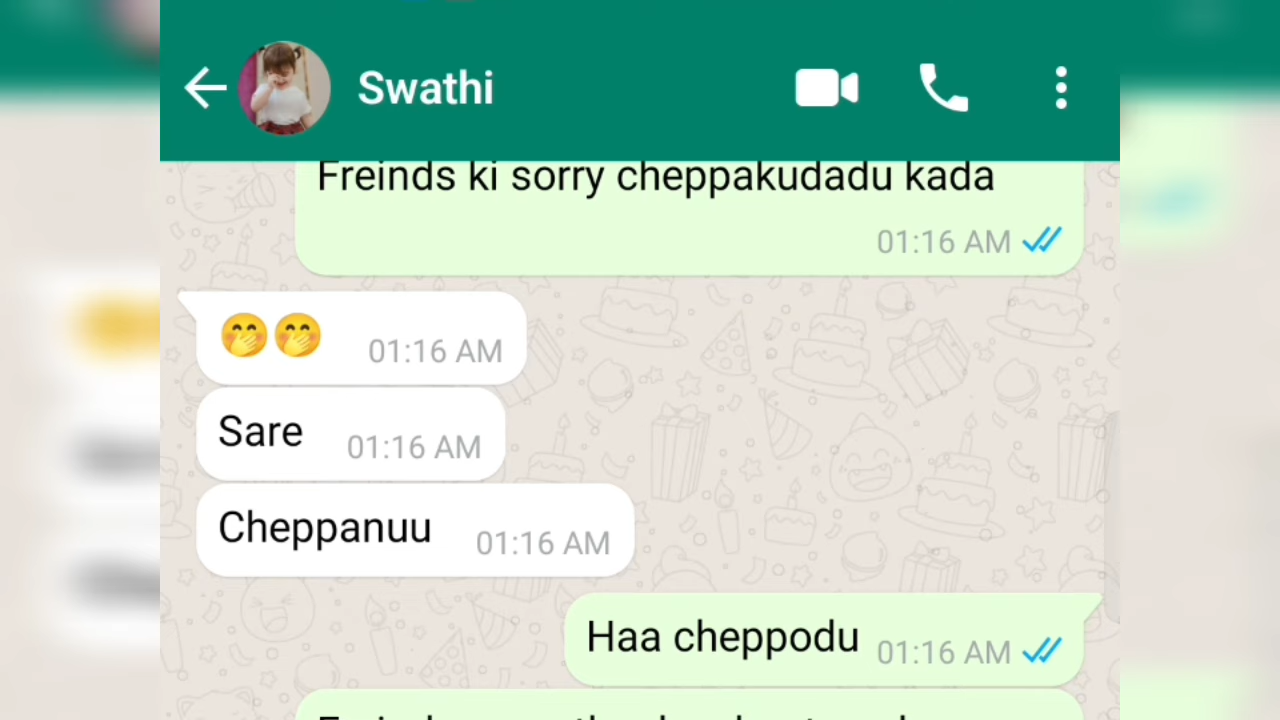 Swathi
Freinds ki sorry cheppakudadu kada
01:16 AM
01:16 AM
Sare 01:16 AM
Cheppanuu 01:16 AM
Haa cheppodu 01:16 AM